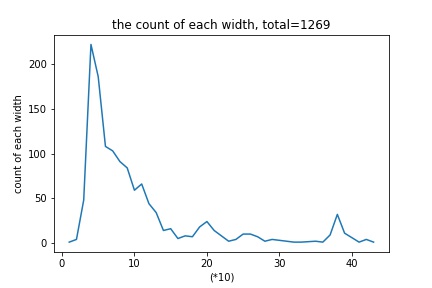 the count of each width, total=1269
count of each width
200
150
100
50
0
0 10 20 30 40
(*10)